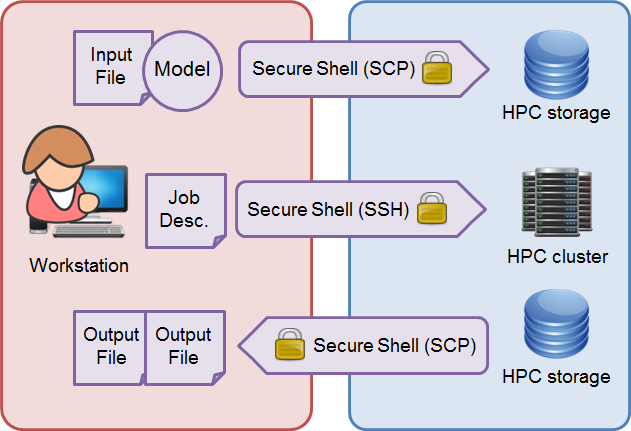 Input
File
Model
Secure Shell (SCP)
HPC storage
Workstation
Job
Desc.
Secure Shell (SSH)
HPC cluster
Output
File
Output
File
Secure Shell (SCP)
HPC storage